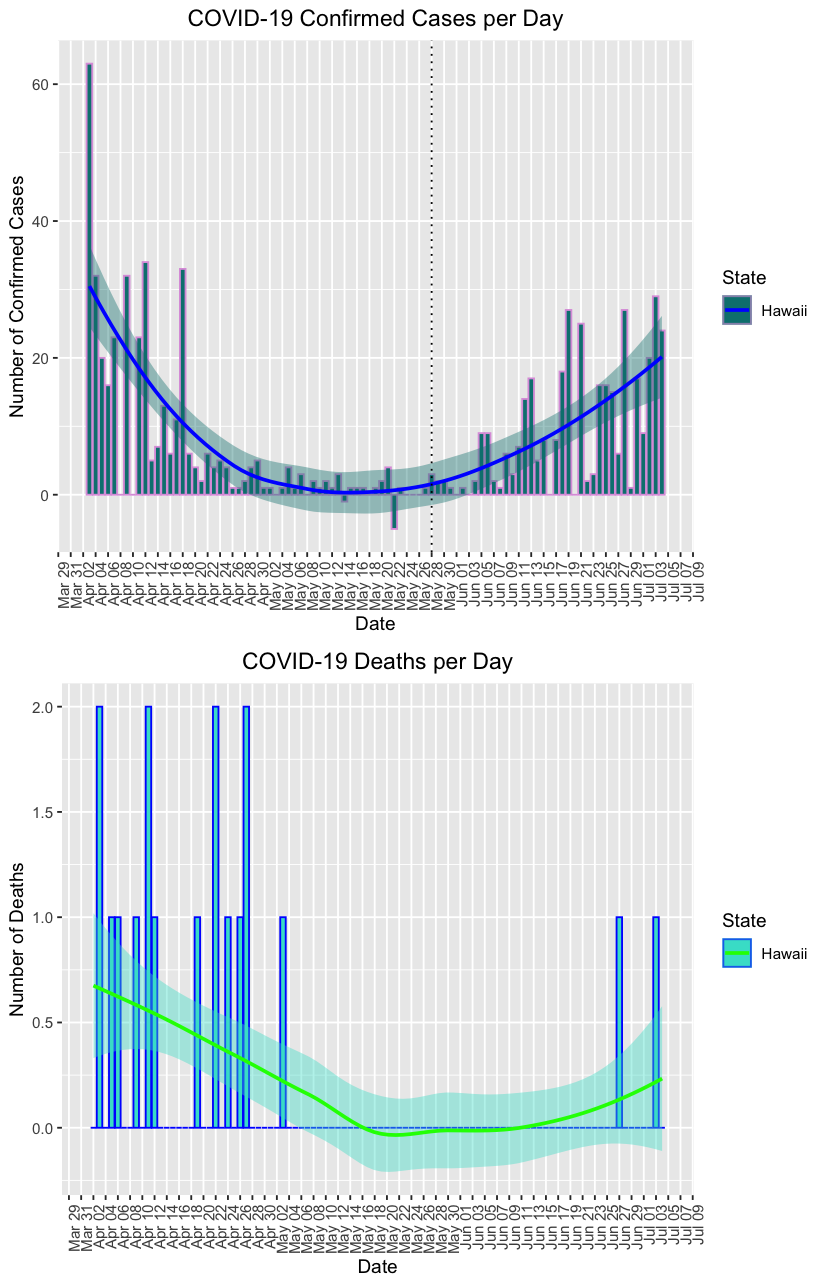 COVID-19 Confirmed Cases per Day
Number of Confirmed Cases
60
40
20
0
Mar 29
Mar 31
Apr 02
Apr 04
Apr 06
Apr 08
Apr 10
Apr 12
Apr 14
Apr 16
Apr 18
Apr 20
Apr 22
Apr 24
Apr 26
Apr 28
Apr 30
May 02
May 04
May 06
May 08
May 10
May 12
May 14
May 16
May 18
May 20
May 22
May 24
May 26
May 28
May 30
Jun 01
Jun 03
Jun 05
Jun 07
Jun 09
Jun 11
Jun 13
Jun 15
Jun 17
Jun 19
Jun 21
Jun 23
Jun 25
Jun 27
Jun 29
Jul 01
Jul 03
Jul 05
Jul 07
Jul 09
Date
State
Hawaii
COVID-19 Deaths per Day
Number of Deaths
2.0
1.5
1.0
0.5
0.0
Mar 29
Mar 31
Apr 02
Apr 04
Apr 06
Apr 08
Apr 10
Apr 12
Apr 14
Apr 16
Apr 18
Apr 20
Apr 22
Apr 24
Apr 26
Apr 28
Apr 30
May 02
May 04
May 06
May 08
May 10
May 12
May 14
May 16
May 18
May 20
May 22
May 24
May 26
May 28
May 30
Jun 01
Jun 03
Jun 05
Jun 07
Jun 09
Jun 11
Jun 13
Jun 15
Jun 17
Jun 19
Jun 21
Jun 23
Jun 25
Jun 27
Jun 29
Jul 01
Jul 03
Jul 05
Jul 07
Jul 09
Date
State
Hawaii